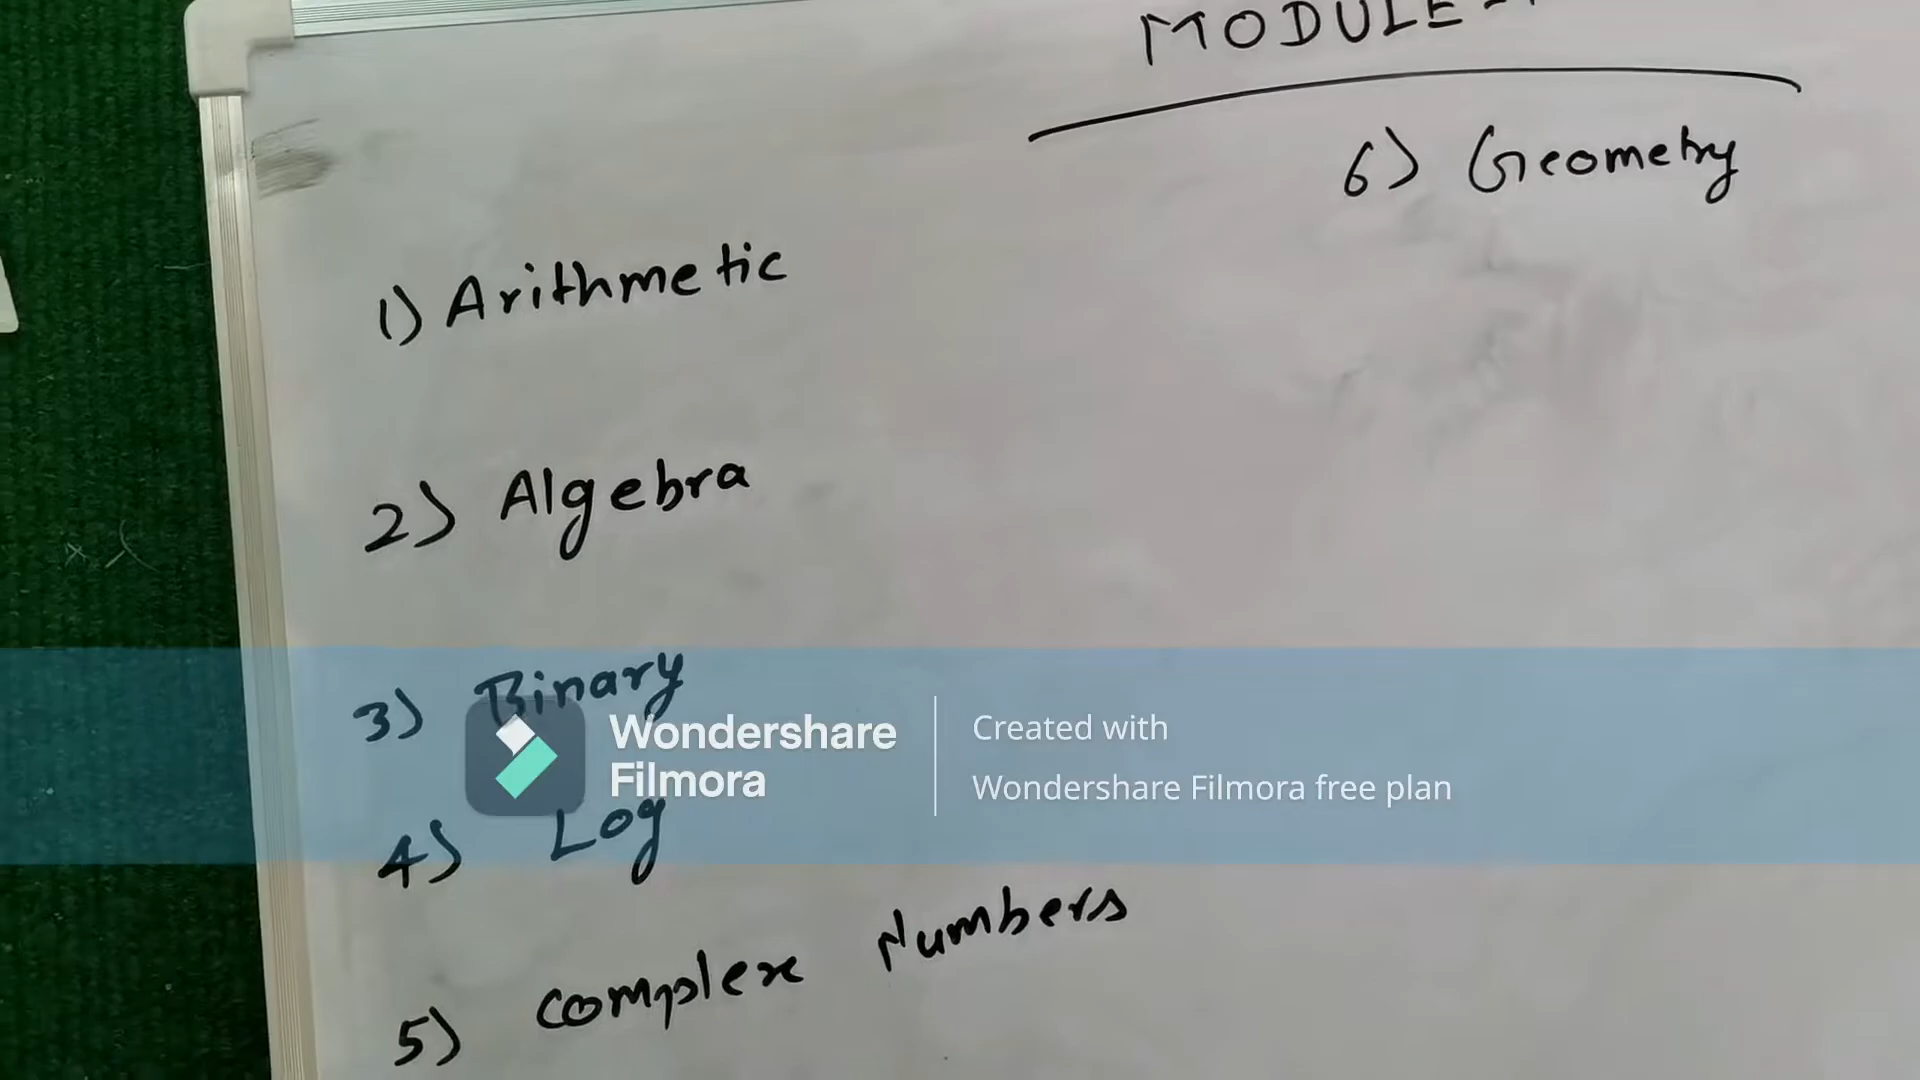 MODULE-
1) Arithmetic
2) Algebra
3) Binary
4) Log
5) complex Numbers
6) Geometry
Wondershare
Filmora
Created with
Wondershare Filmora free plan